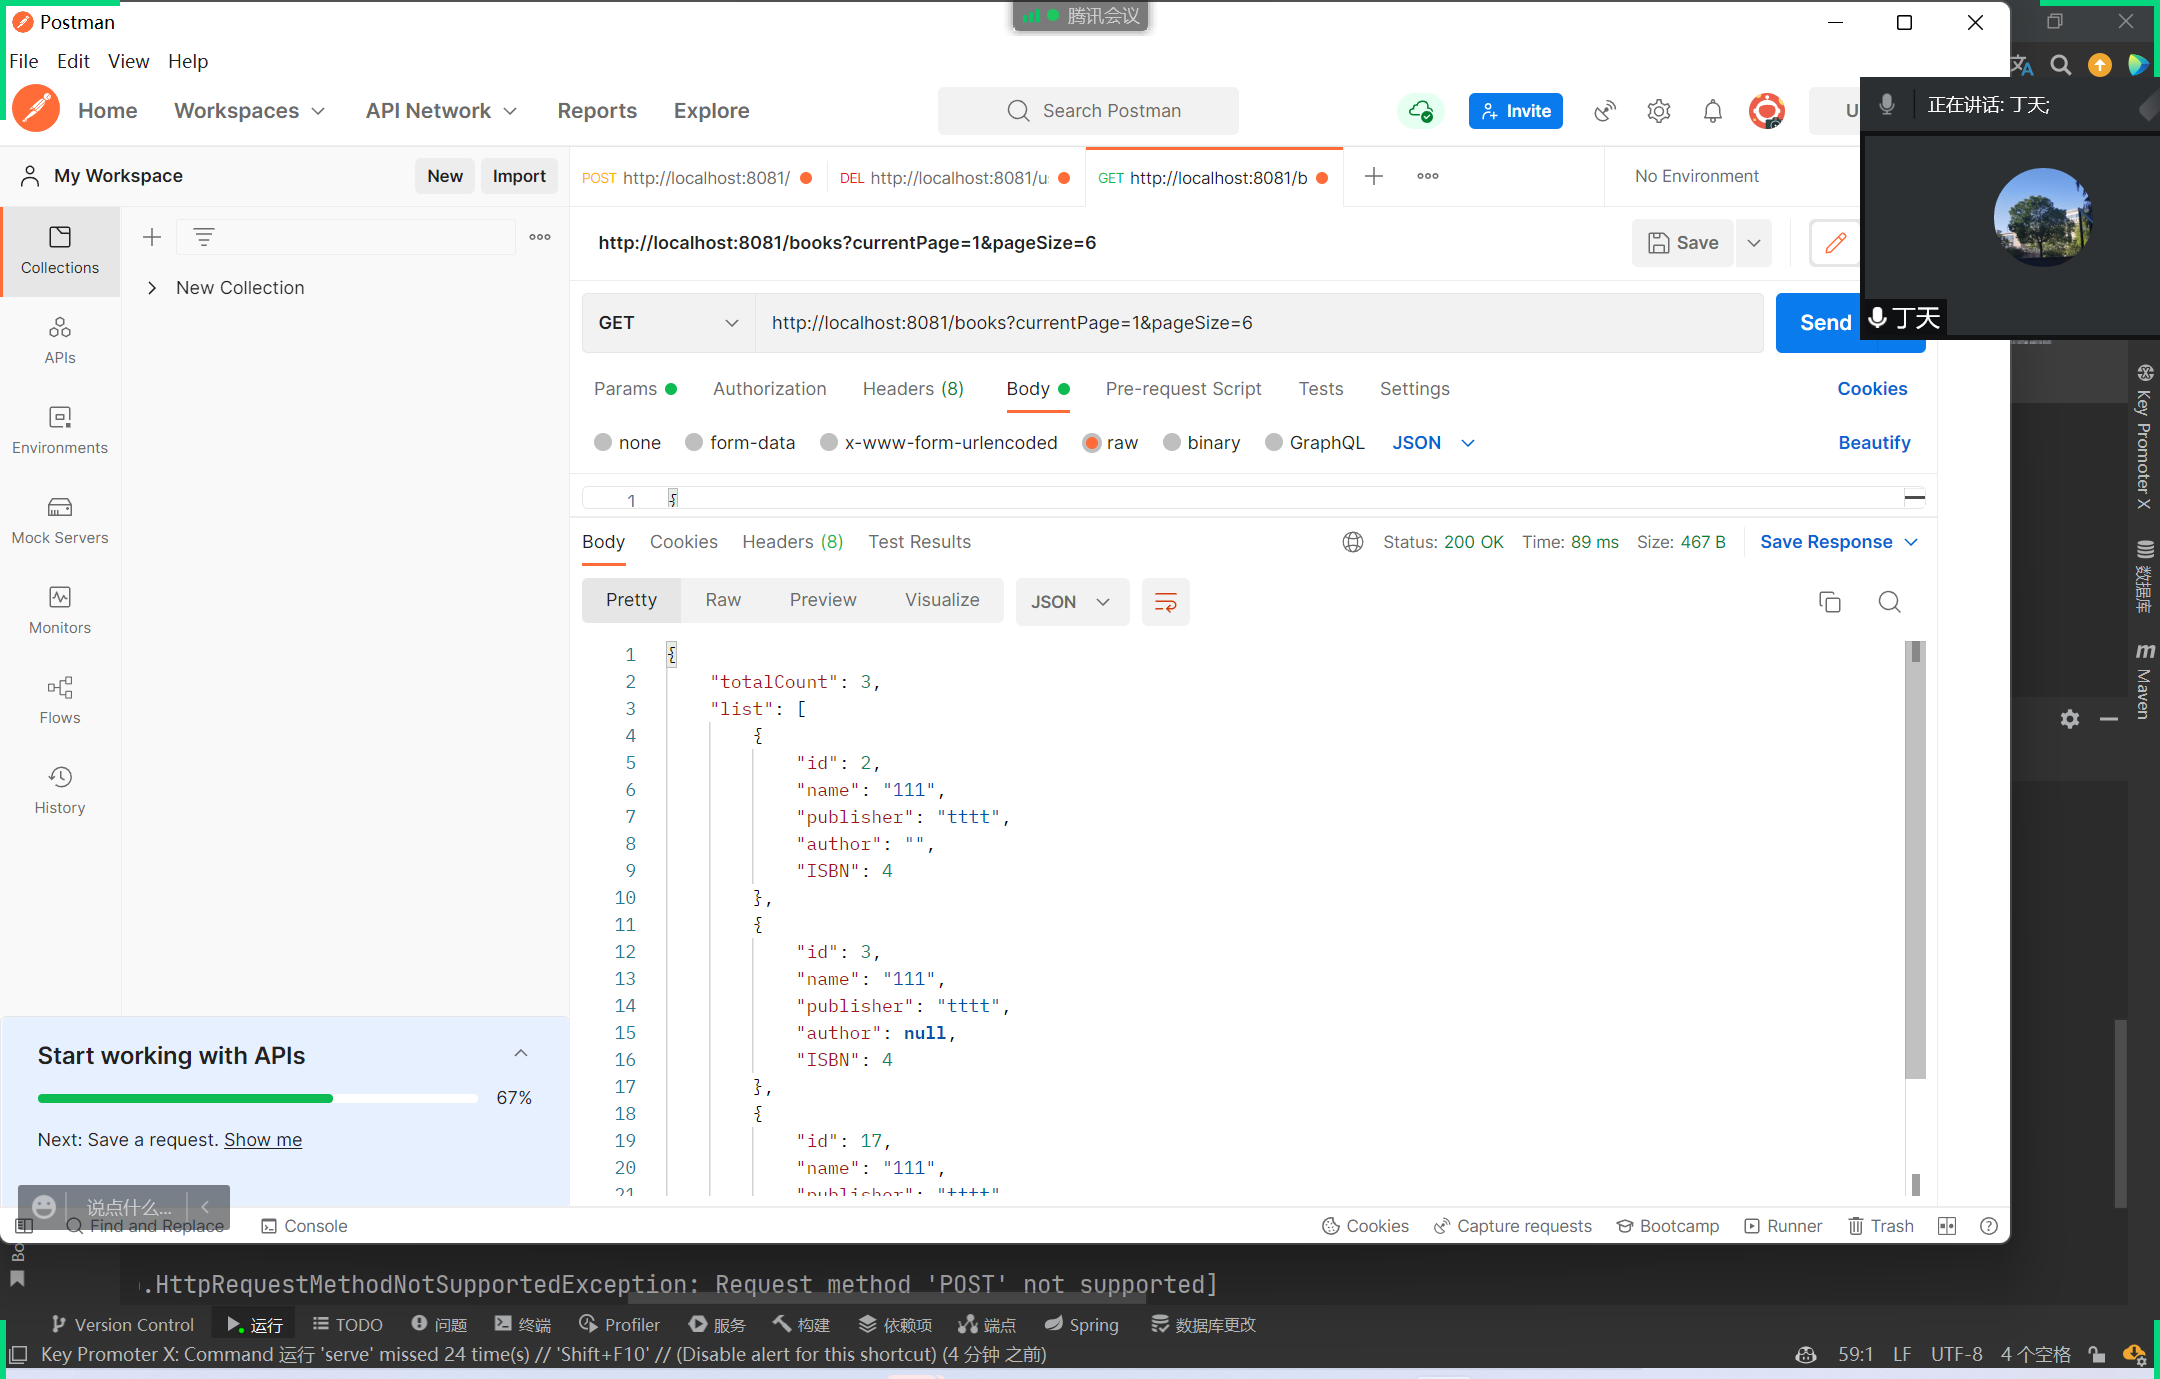 Postman
腾讯会议
File Edit View Help
Home Workspaces API Network Reports Explore
Search Postman
Invite
U
正在讲话: 丁天;
丁天
My Workspace
New Import
POST http://localhost:8081/
DEL http://localhost:8081/u
GET http://localhost:8081/b
No Environment
Collections
APIs
Environments
Mock Servers
Monitors
Flows
History
New Collection
http://localhost:8081/books?currentPage=1&pageSize=6
Save
GET
http://localhost:8081/books?currentPage=1&pageSize=6
Send
Params Authorization Headers (8) Body Pre-request Script Tests Settings
Cookies
none form-data x-www-form-urlencoded raw binary GraphQL JSON
Beautify
1 {
Body Cookies Headers (8) Test Results
Status: 200 OK Time: 89 ms Size: 467 B
Save Response
Pretty Raw Preview Visualize JSON
1 {
2 "totalCount": 3,
3 "list": [
4 {
5 "id": 2,
6 "name": "111",
7 "publisher": "tttt",
8 "author": "",
9 "ISBN": 4
10 },
11 {
12 "id": 3,
13 "name": "111",
14 "publisher": "tttt",
15 "author": null,
16 "ISBN": 4
17 },
18 {
19 "id": 17,
20 "name": "111",
21 "publisher": "tttt"
Start working with APIs
67%
Next: Save a request. Show me
说点什么...
Find and Replace Console
Cookies Capture requests Bootcamp Runner Trash
Key Promoter X
数据库
m Maven
Bo
.HttpRequestMethodNotSupportedException: Request method 'POST' not supported]
Version Control 运行 TODO 问题 终端 Profiler 服务 构建 依赖项 端点 Spring 数据库更改
Key Promoter X: Command 运行 'serve' missed 24 time(s) // 'Shift+F10' // (Disable alert for this shortcut) (4 分钟 之前)
59:1 LF UTF-8 4 个空格